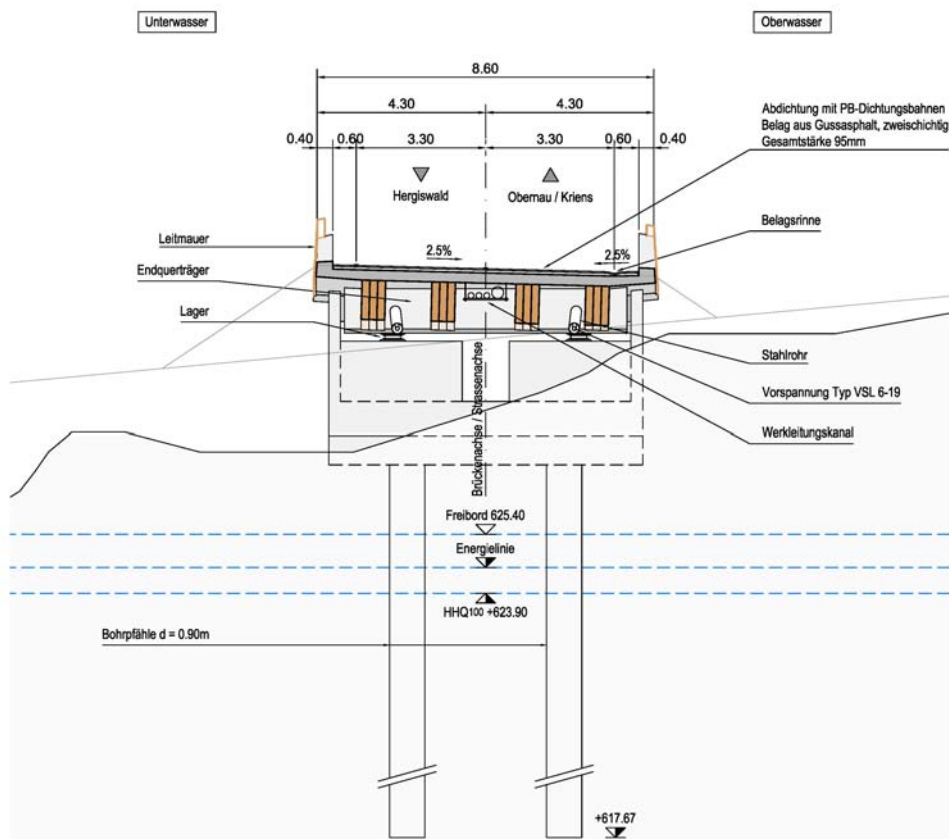 Unterwasser
Oberwasser
8.60
4.30
4.30
0.40
0.60
3.30
3.30
0.60
0.40
Abdichtung mit PB-Dichtungsbahnen
Belag aus Gussasphalt, zweischichtig
Gesamtstärke 95mm
Hergiswald
Obernau / Kriens
Leitmauer
Belagsrinne
2.5%
2.5%
Endquerträger
Lager
Stahlrohr
Vorspannung Typ VSL 6-19
Werkleitungskanal
Brückenachse / Strassenachse
Freibord 625.40
Energielinie
HHQ100 +623.90
Bohrpfähle d = 0.90m
+617.67